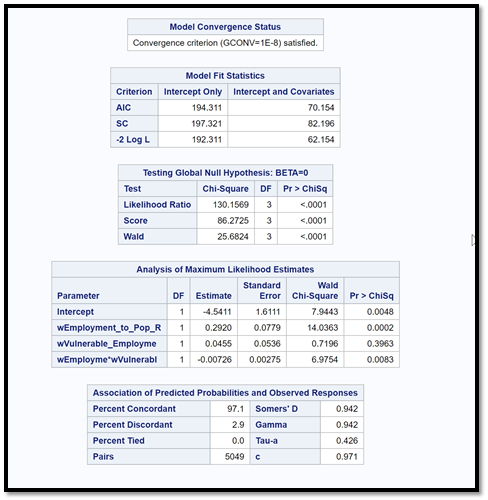 Model Convergence Status
Convergence criterion (GCONV=1E-8) satisfied.
Model Fit Statistics
Criterion Intercept Only Intercept and Covariates
AIC 194.311 70.154
SC 197.321 82.196
-2 Log L 192.311 62.154
Testing Global Null Hypothesis: BETA=0
Test Chi-Square DF Pr > ChiSq
Likelihood Ratio 130.1569 3 <.0001
Score 86.2725 3 <.0001
Wald 25.6824 3 <.0001
Analysis of Maximum Likelihood Estimates
Parameter DF Estimate Standard Error Wald Chi-Square Pr > ChiSq
Intercept 1 -4.5411 1.6111 7.9443 0.0048
wEmployment_to_Pop_R 1 0.2920 0.0779 14.0363 0.0002
wVulnerable_Employme 1 0.0455 0.0536 0.7196 0.3963
wEmployme*wVulnerabl 1 -0.00726 0.00275 6.9754 0.0083
Association of Predicted Probabilities and Observed Responses
Percent Concordant 97.1 Somers' D 0.942
Percent Discordant 2.9 Gamma 0.942
Percent Tied 0.0 Tau-a 0.426
Pairs 5049 c 0.971